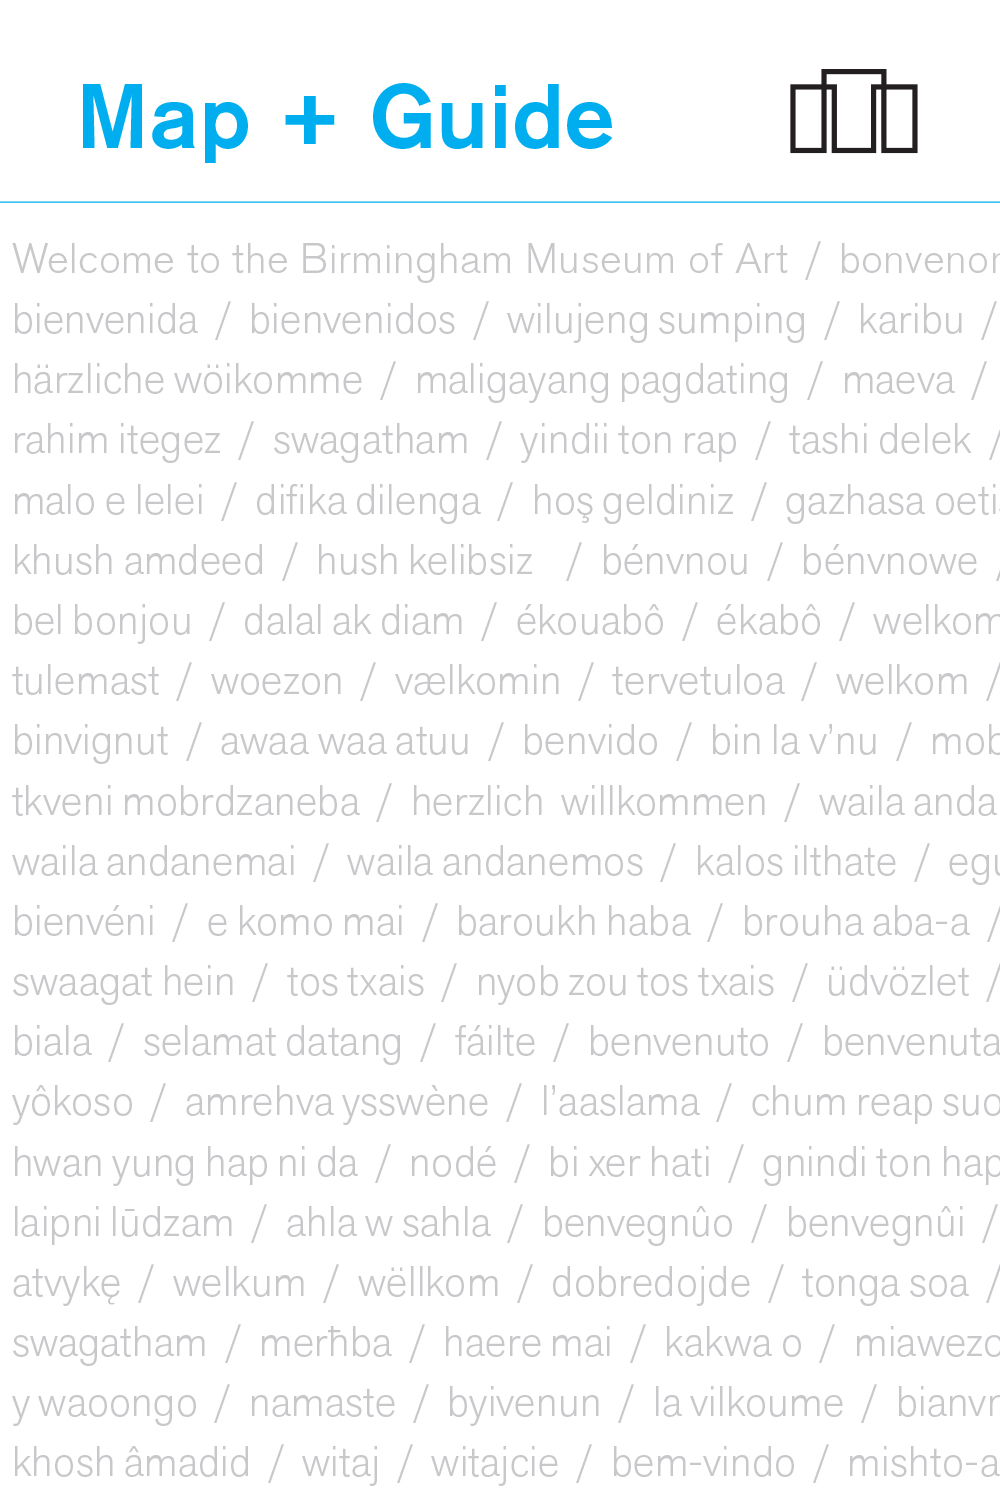 Map + Guide
Welcome to the Birmingham Museum of Art / bonvenon
bienvenida / bienvenidos / wilujeng sumping / karibu /
härzliche wöikomme / maligayang pagdating / maeva /
rahim itegez / swagatham / yindii ton rap / tashi delek /
malo e lelei / difika dilenga / hoş geldiniz / gazhasa
khush amdeed / hush kelibsiz / bénvnou / bénvnowe /
bel bonjou / dalal ak diam / ékouabô / ékabô / welkom
tulemast / woezon / vælkomin / tervetuloa / welkom /
binvignut / awaa waa atuu / benvido / bin la v’nu /
tkveni mobrdzaneba / herzlich willkommen / waila anda
waila andanemai / waila andanemos / kalos ilthate /
bienvéni / e komo mai / baroukh haba / brouha aba-a /
swaagat hein / tos txais / nyob zou tos txais / üdvözlet /
biala / selamat datang / fáilte / benvenuto / benvenuta
yôkoso / amrehva ysswène / l’aaslama / chum reap
hwan yung hap ni da / nodé / bi xer hati / gnindi ton hap
laipni lūdzam / ahla w sahla / benvegnûo / benvegnûi /
atvykę / welkum / wëllkom / dobredojde / tonga soa /
swagatham / merħba / haere mai / kakwa o /
y waoongo / namaste / byivenun / la vilkoume /
khosh âmadid / witaj / witajcie / bem-vindo /